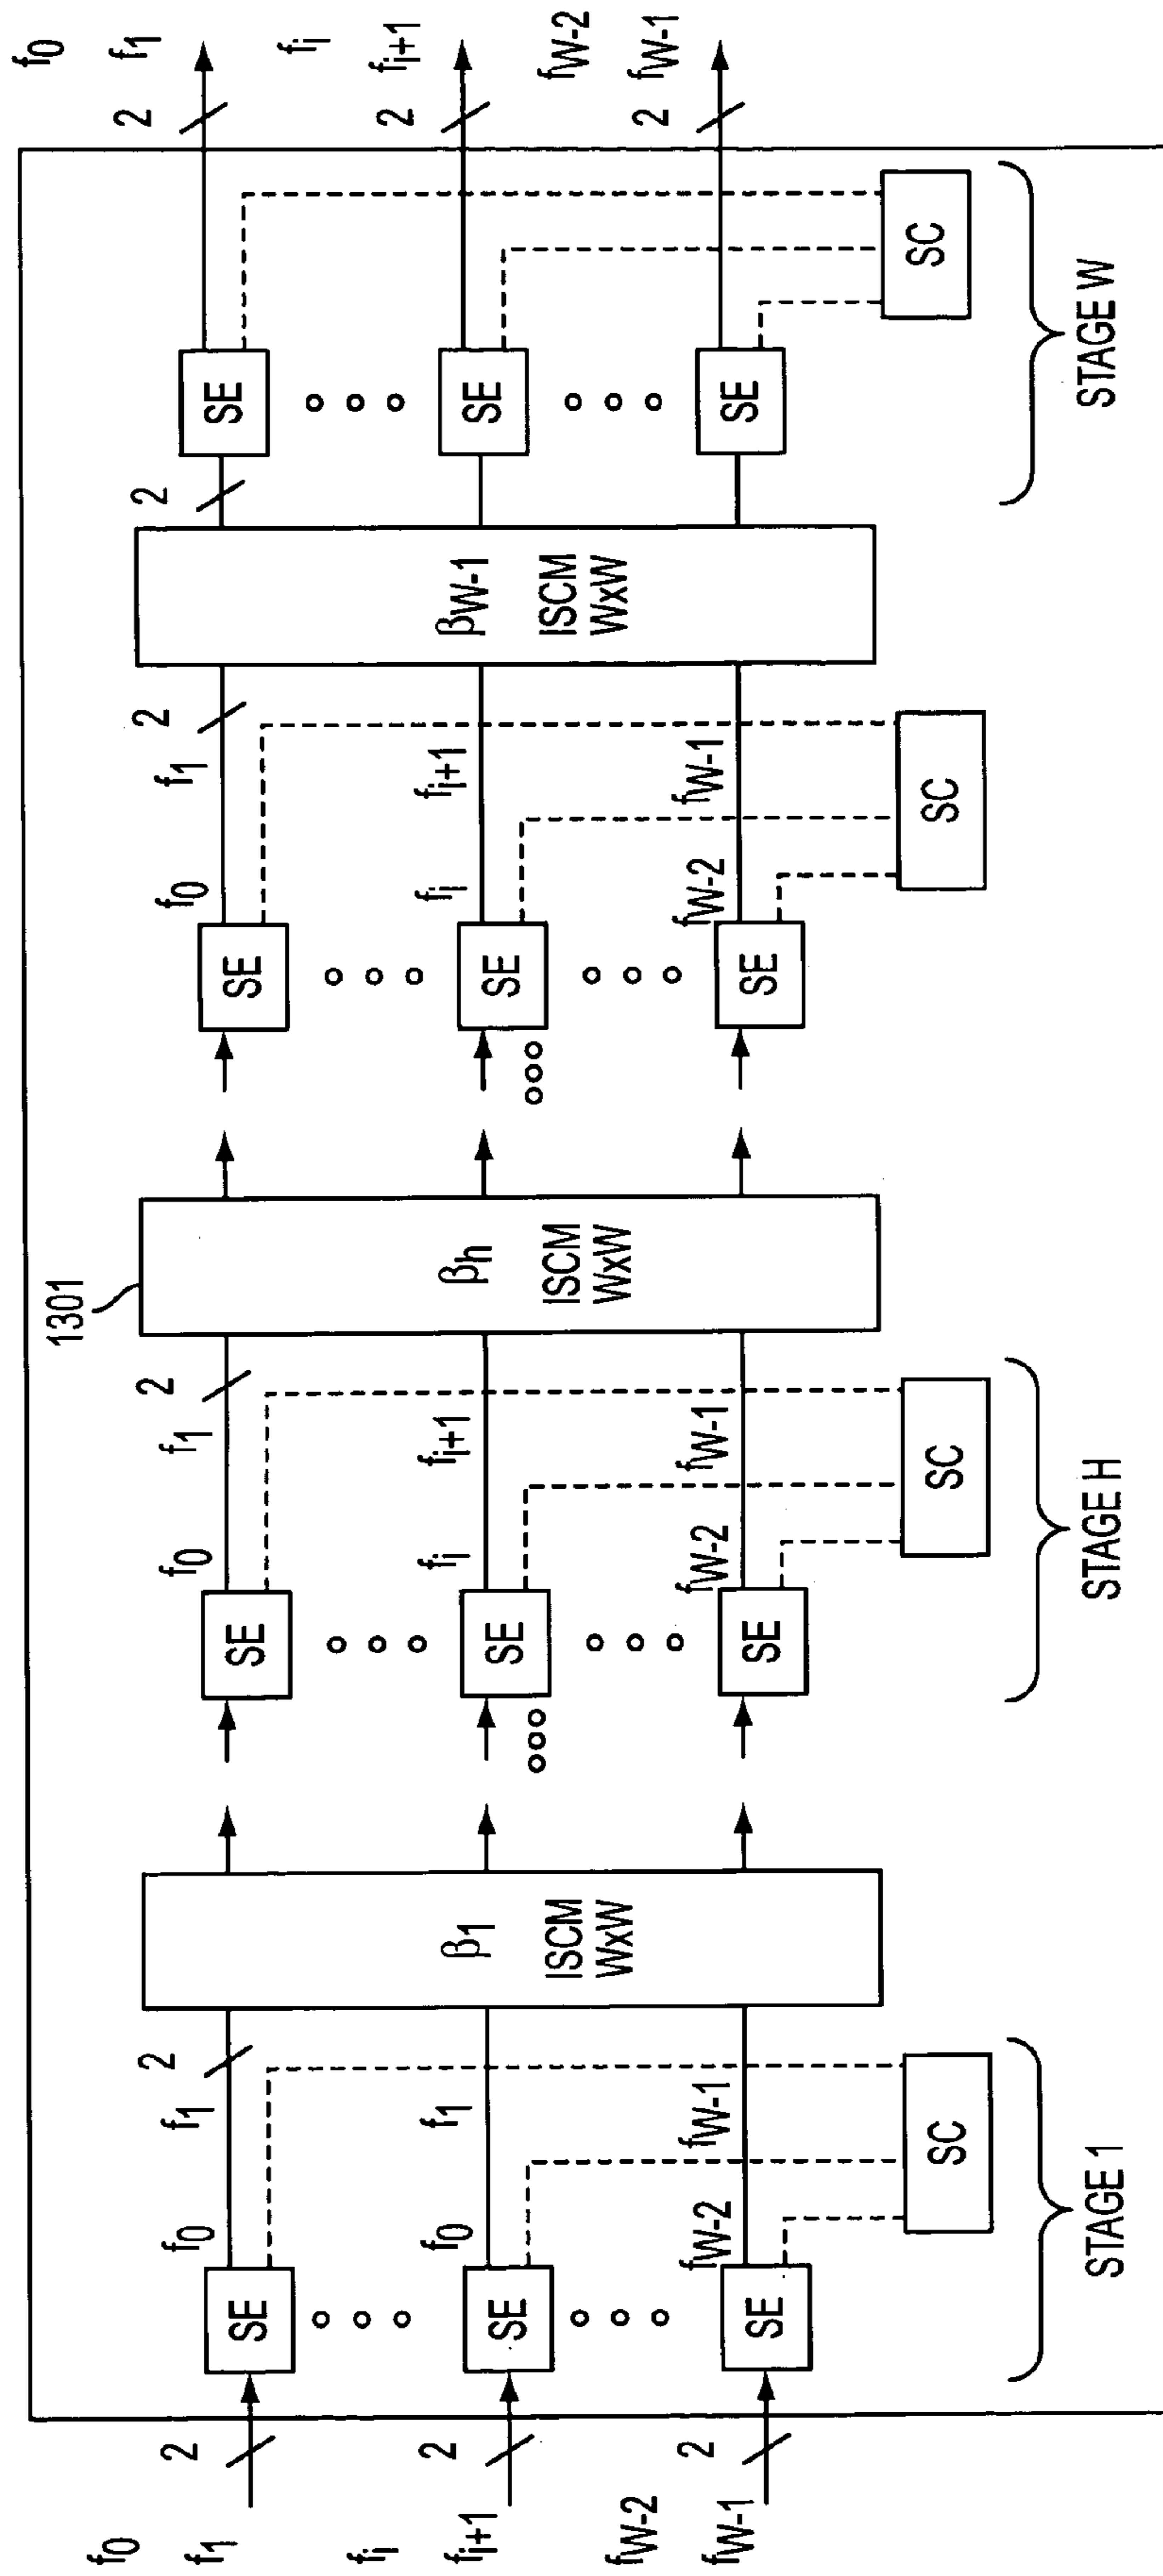 f0 f1
fi fi+1
fW-2 fW-1
2
2
2
SE
SE
SE
f0 f1
2
f0 f1
fW-2 fW-1
SC
STAGE 1
β1
ISCM
WxW
SE
SE
SE
f0 f1
2
fi fi+1
fW-2 fW-1
SC
STAGE H
1301
βh
ISCM
WxW
SE
SE
SE
f0 f1
2
fi fi+1
fW-2 fW-1
SC
βW-1
ISCM
WxW
2
SE
SE
SE
SC
STAGE W
2
2
2
f0 f1
fi fi+1
fW-2 fW-1